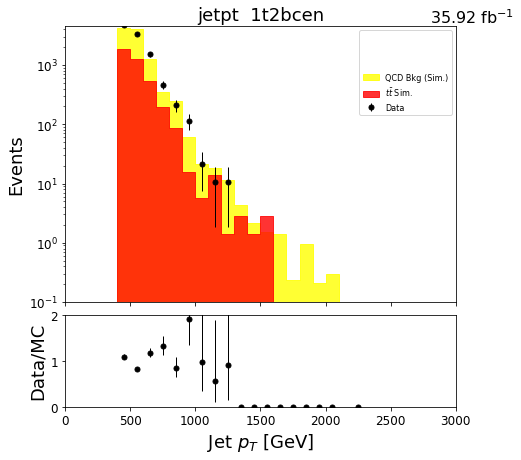 jetpt 1t2bcen
35.92 fb⁻¹
QCD Bkg (Sim.)
tt̄ Sim.
Data
Events
10³
10²
10¹
10⁰
10⁻¹
Data/MC
2
1
0
0 500 1000 1500 2000 2500 3000
Jet p_T [GeV]